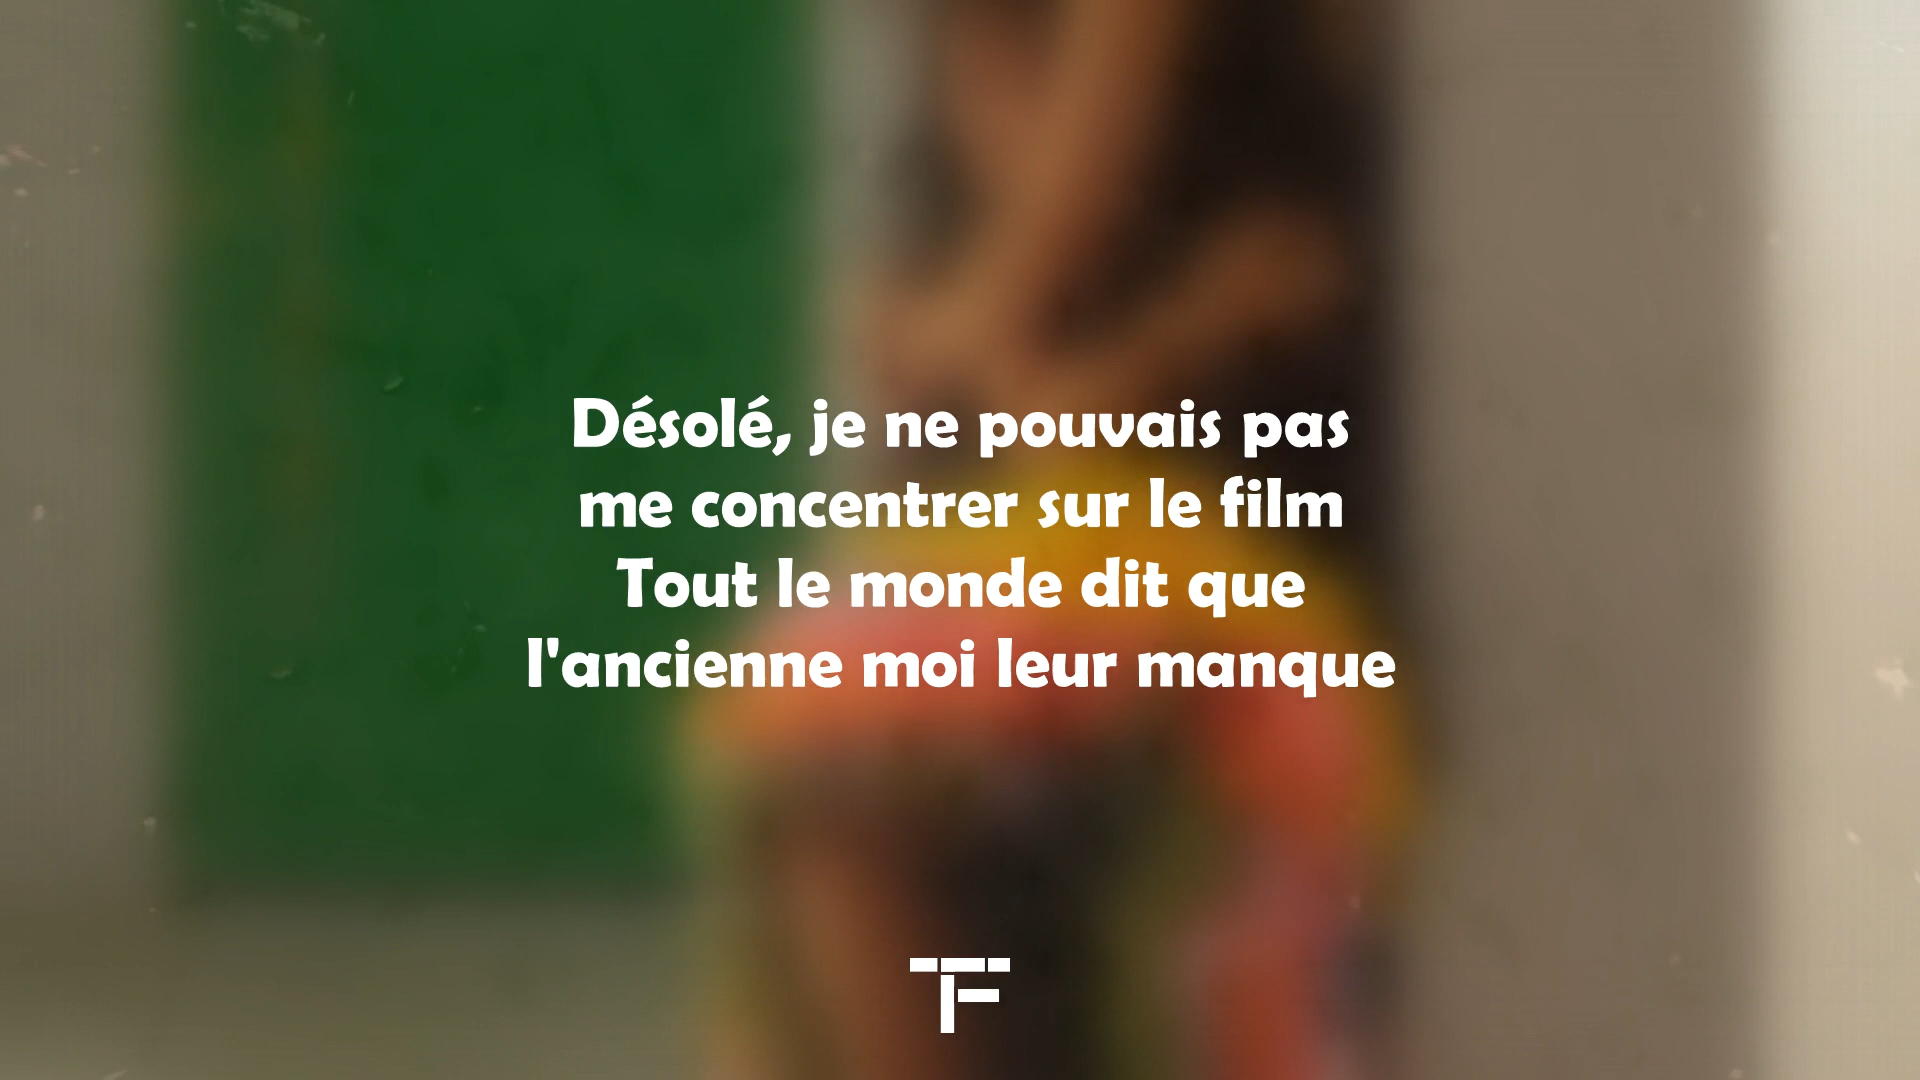 Désolé, je ne pouvais pas
me concentrer sur le film
Tout le monde dit que
l'ancienne moi leur manque
TF